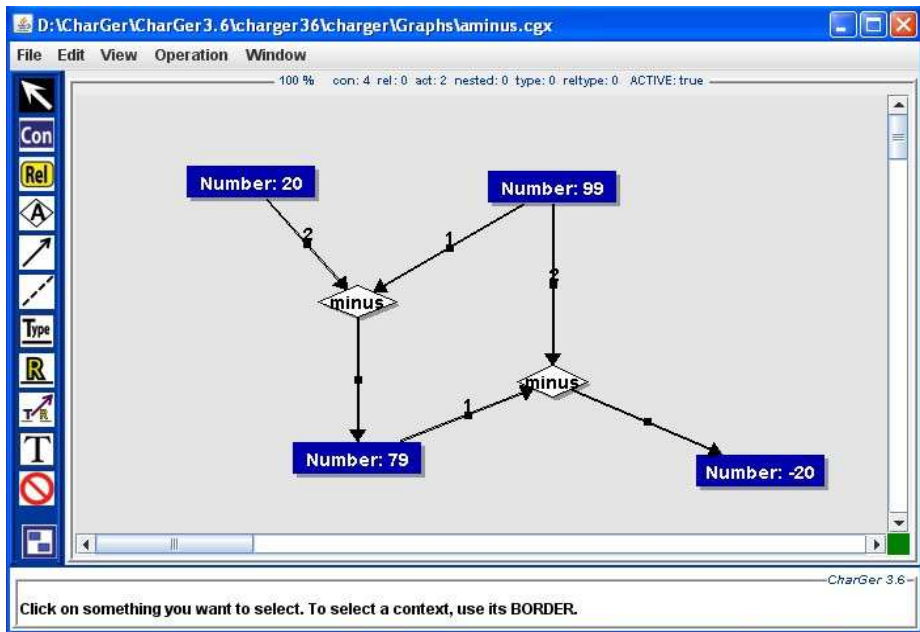 D:\CharGer\CharGer3.6\charger36\charger\Graphs\aminus.cgx
File Edit View Operation Window
100 % con: 4 rel: 0 act: 2 nested: 0 type: 0 reltype: 0 ACTIVE: true
Con
Rel
A
Type
R
T/R
T
Number: 20
Number: 99
2
1
2
minus
minus
1
Number: 79
Number: -20
CharGer 3.6
Click on something you want to select. To select a context, use its BORDER.